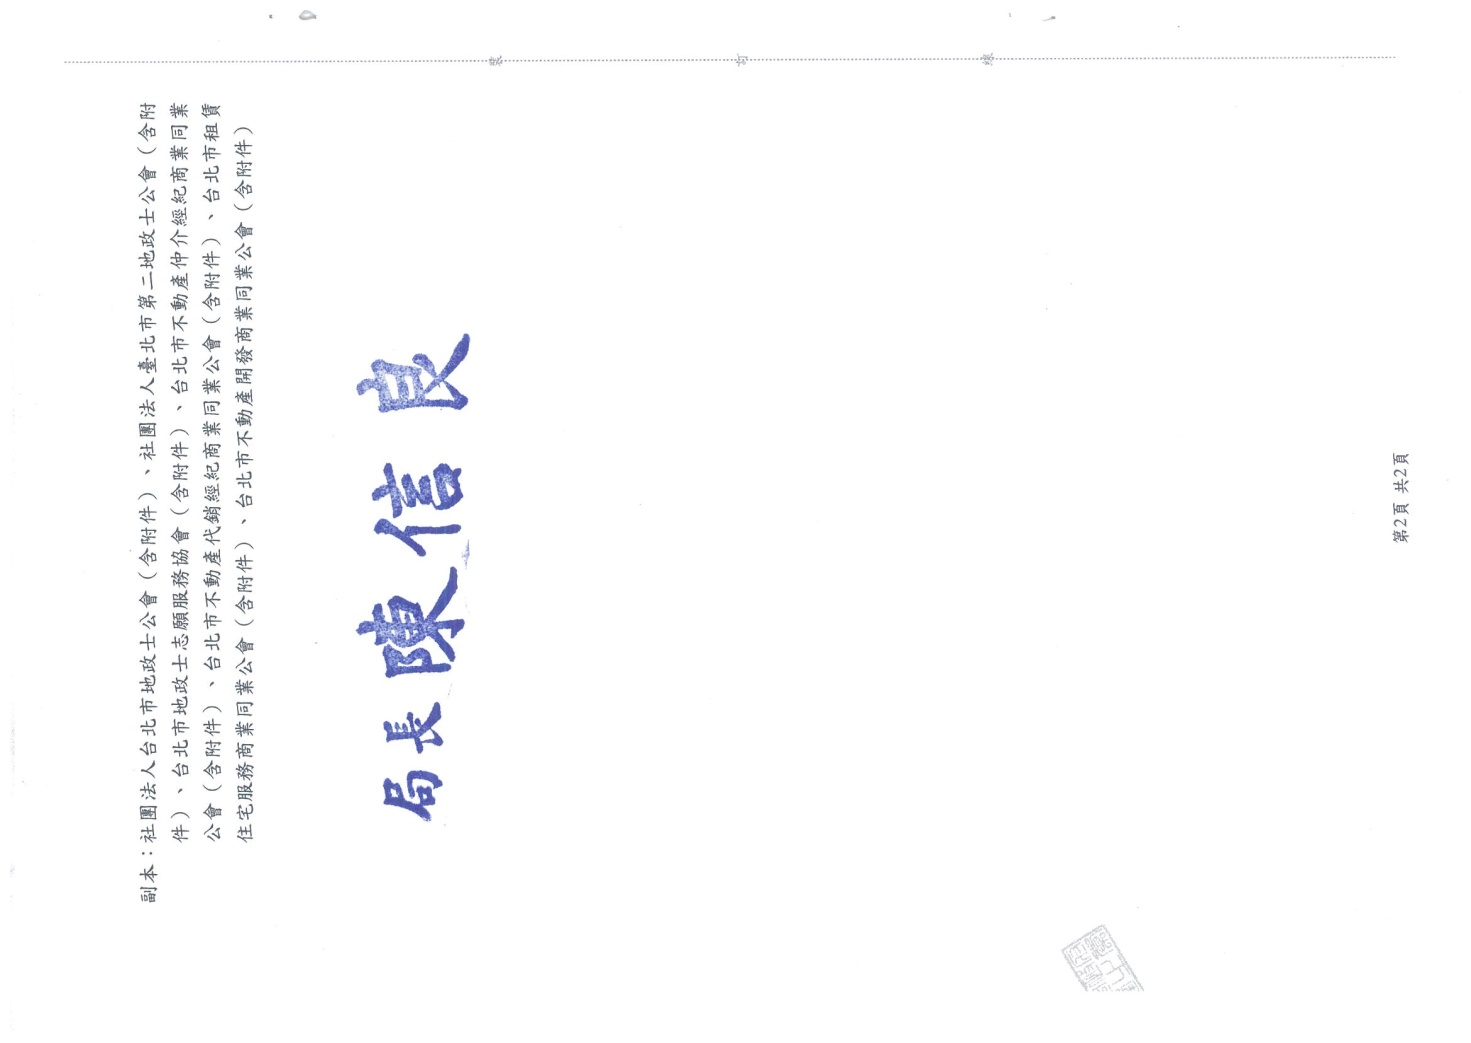 副本：社團法人台北市地政士公會（含附件）、社團法人臺北市第二地政士公會（含附
件）、台北市地政士志願服務協會（含附件）、台北市不動產仲介經紀商業同業
公會（含附件）、台北市不動產代銷經紀商業同業公會（含附件）、台北市租賃
住宅服務商業同業公會（含附件）、台北市不動產開發商業同業公會（含附件）
局長陳信良
裝
訂
線
第2頁 共2頁